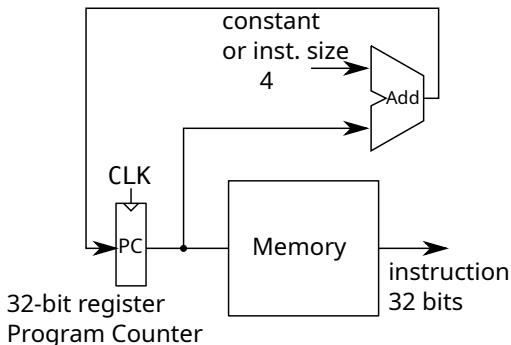 constant
or inst. size
4
Add
CLK
PC
Memory
instruction
32 bits
32-bit register
Program Counter